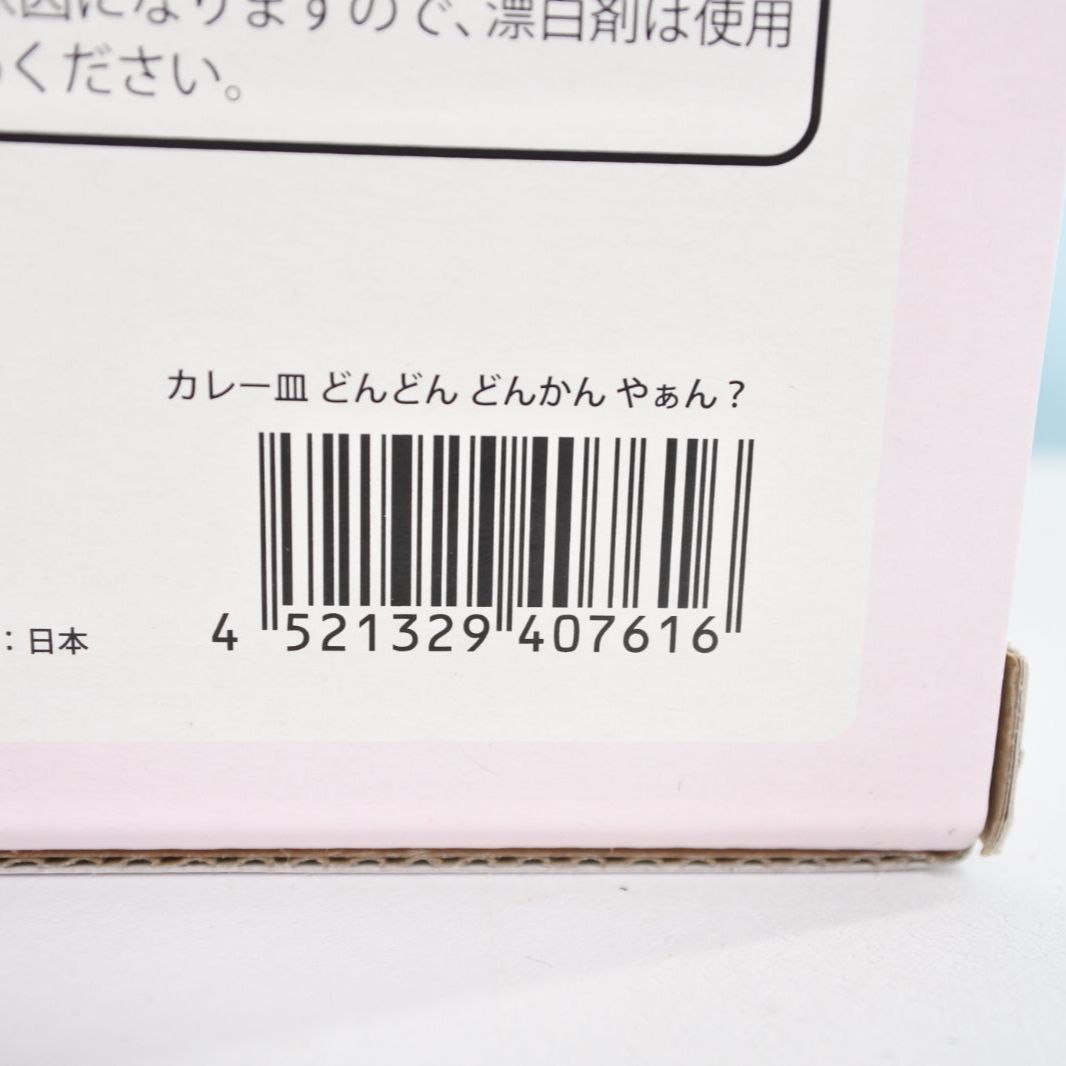 因になりますので、漂白剤は使用
ください。
カレー皿 どんどん どんかん やぁん？
：日本
4 521329 407616